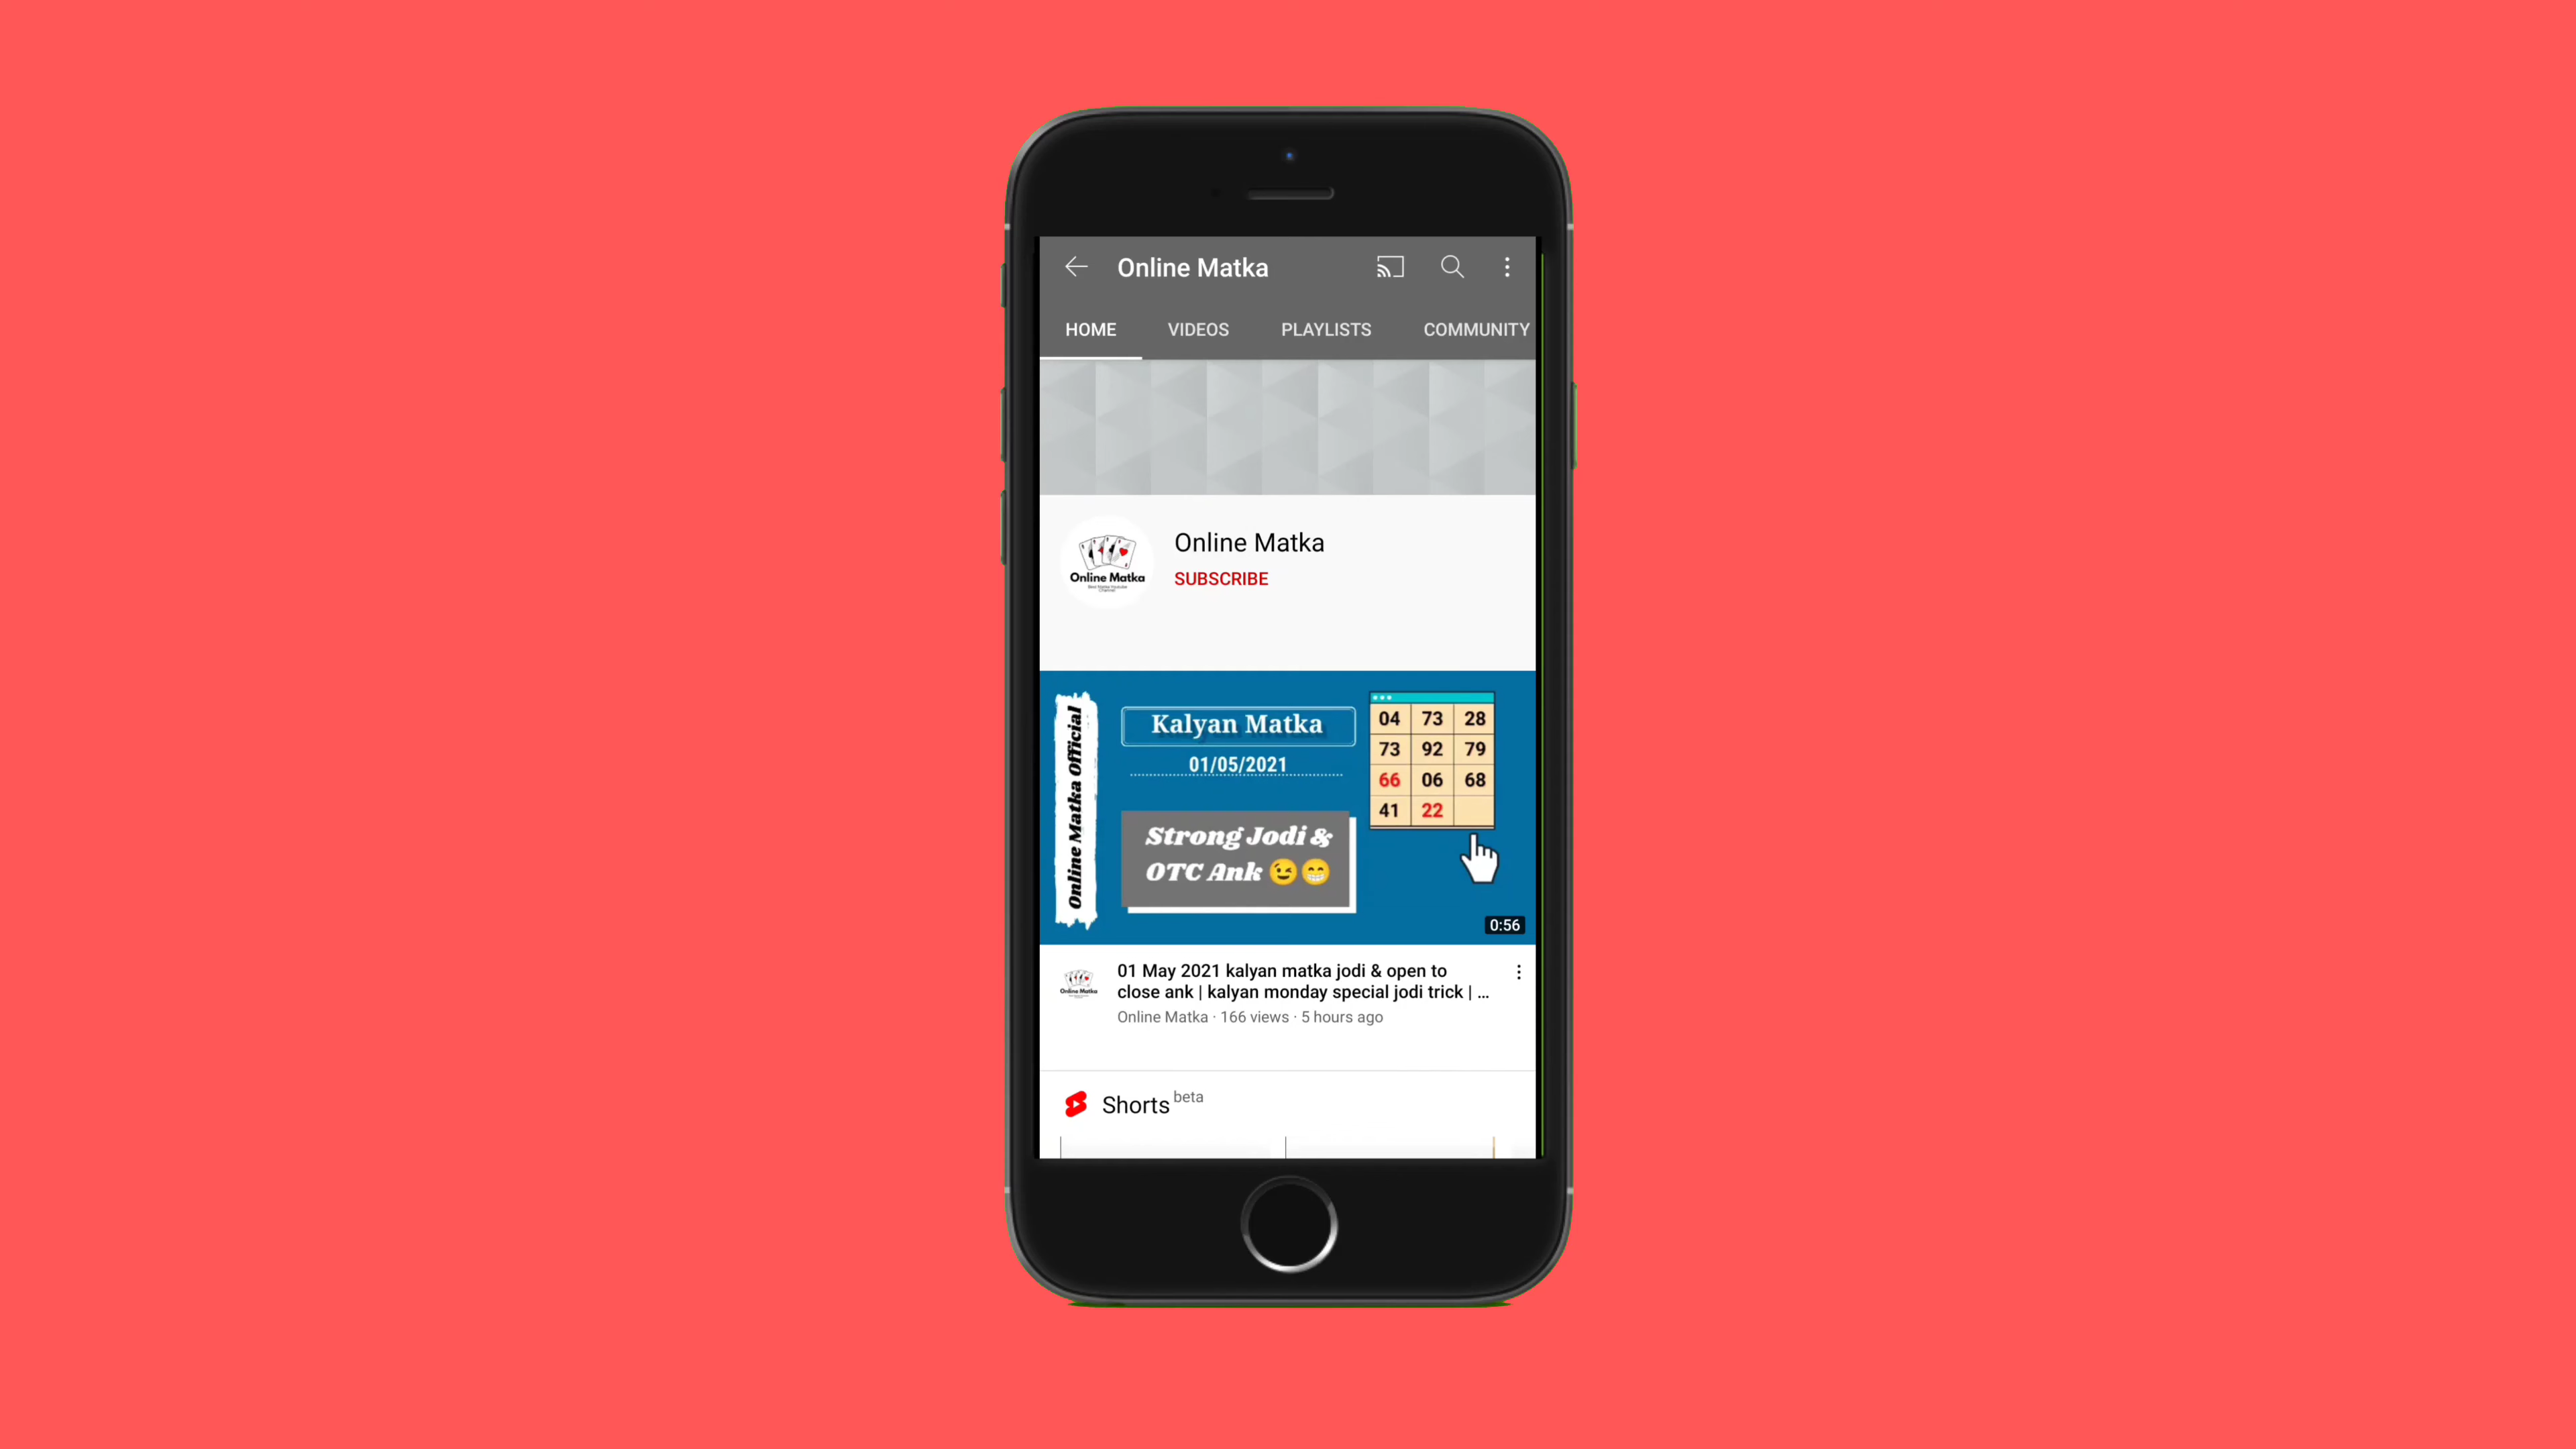 Online Matka
HOME VIDEOS PLAYLISTS COMMUNITY
Online Matka
Online Matka
SUBSCRIBE
Online Matka Official
Kalyan Matka
01/05/2021
Strong Jodi &
OTC Ank 😉😁
04 73 28
73 92 79
66 06 68
41 22
0:56
Online Matka
01 May 2021 kalyan matka jodi & open to
close ank | kalyan monday special jodi trick | ...
Online Matka · 166 views · 5 hours ago
Shorts beta